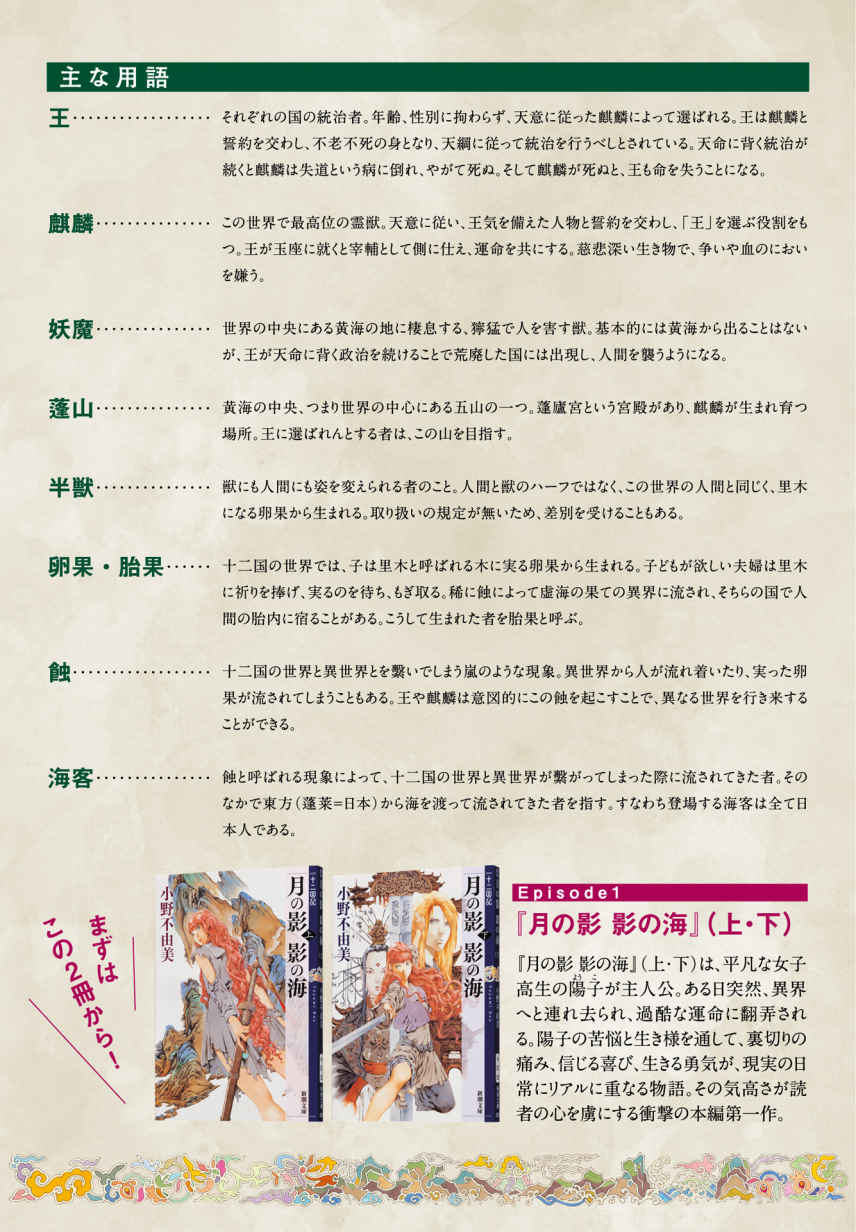 主な用語
王・・・・・・・・・・・・・・・・・・ それぞれの国の統治者。年齢、性別に拘わらず、天意に従った麒麟によって選ばれる。王は麒麟と
誓約を交わし、不老不死の身となり、天綱に従って統治を行うべしとされている。天命に背く統治が
続くと麒麟は失道という病に倒れ、やがて死ぬ。そして麒麟が死ぬと、王も命を失うことになる。
麒麟・・・・・・・・・・・・・・・ この世界で最高位の霊獣。天意に従い、王気を備えた人物と誓約を交わし、「王」を選ぶ役割をも
つ。王が玉座に就くと宰輔として側に仕え、運命を共にする。慈悲深い生き物で、争いや血のにおい
を嫌う。
妖魔・・・・・・・・・・・・・・・ 世界の中央にある黄海の地に棲息する、獰猛で人を害す獣。基本的には黄海から出ることはない
が、王が天命に背く政治を続けることで荒廃した国には出現し、人間を襲うようになる。
蓬山・・・・・・・・・・・・・・・ 黄海の中央、つまり世界の中心にある五山の一つ。蓬廬宮という宮殿があり、麒麟が生まれ育つ
場所。王に選ばれんとする者は、この山を目指す。
半獣・・・・・・・・・・・・・・・ 獣にも人間にも姿を変えられる者のこと。人間と獣のハーフではなく、この世界の人間と同じく、里木
になる卵果から生まれる。取り扱いの規定が無いため、差別を受けることもある。
卵果・胎果・・・・・・ 十二国の世界では、子は里木と呼ばれる木に実る卵果から生まれる。子どもが欲しい夫婦は里木
に祈りを捧げ、実るのを待ち、もぎ取る。稀に蝕によって虚海の果ての異界に流され、そちらの国で人
間の胎内に宿ることがある。こうして生まれた者を胎果と呼ぶ。
蝕・・・・・・・・・・・・・・・・・・ 十二国の世界と異世界とを繋いでしまう嵐のような現象。異世界から人が流れ着いたり、実った卵
果が流されてしまうこともある。王や麒麟は意図的にこの蝕を起こすことで、異なる世界を行き来する
ことができる。
海客・・・・・・・・・・・・・・・ 蝕と呼ばれる現象によって、十二国の世界と異世界が繋がってしまった際に流されてきた者。その
なかで東方（蓬莱=日本）から海を渡って流されてきた者を指す。すなわち登場する海客は全て日
本人である。
まずは
この2冊から！
十二国記
月の影 影の海 上
小野不由美
新潮文庫
十二国記
月の影 影の海 下
小野不由美
新潮文庫
Episode1
『月の影 影の海』（上・下）
『月の影 影の海』（上・下）は、平凡な女子
高生の陽子が主人公。ある日突然、異界
へと連れ去られ、過酷な運命に翻弄され
る。陽子の苦悩と生き様を通して、裏切りの
痛み、信じる喜び、生きる勇気が、現実の日
常にリアルに重なる物語。その気高さが読
者の心を虜にする衝撃の本編第一作。